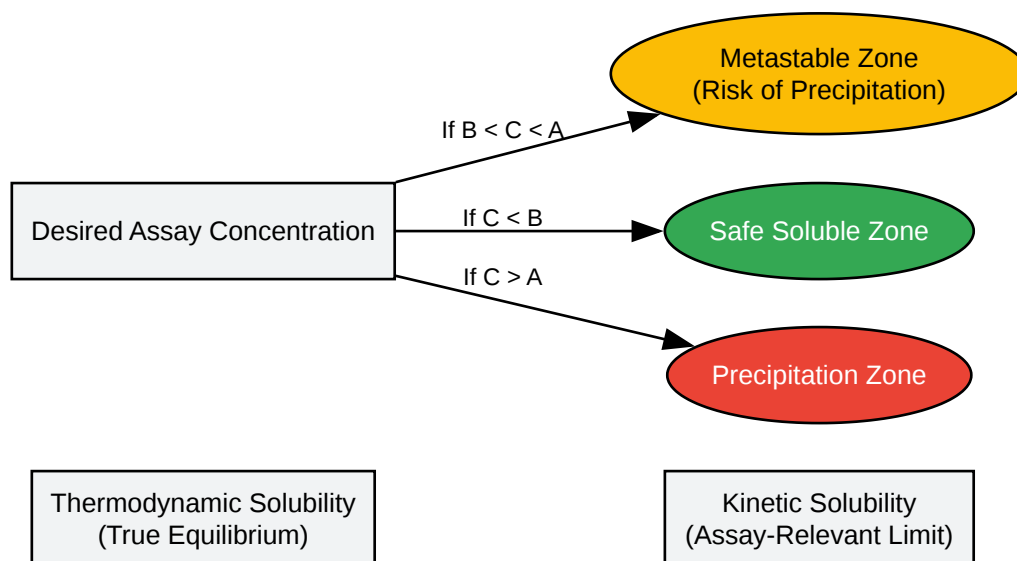 Metastable Zone
(Risk of Precipitation)
If B < C < A
Desired Assay Concentration
If C < B
Safe Soluble Zone
If C > A
Precipitation Zone
Thermodynamic Solubility
(True Equilibrium)
Kinetic Solubility
(Assay-Relevant Limit)